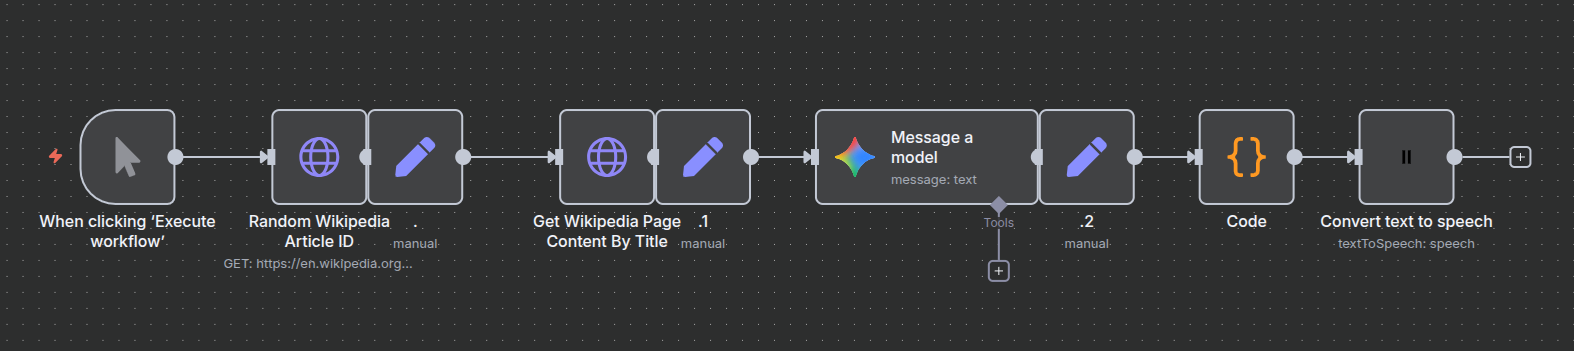 When clicking ‘Execute
workflow’
Random Wikipedia
Article ID
GET: https://en.wikipedia.org...
.
manual
Get Wikipedia Page
Content By Title
.1
manual
Message a
model
message: text
Tools
.2
manual
Code
Convert text to speech
textToSpeech: speech